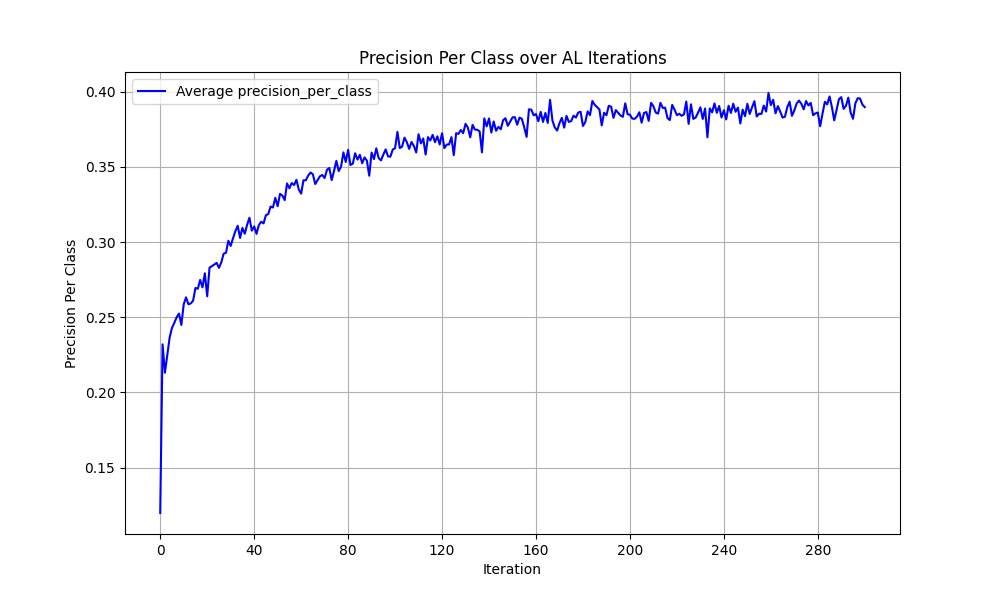 Precision Per Class over AL Iterations
Average precision_per_class
Precision Per Class
0.40
0.35
0.30
0.25
0.20
0.15
0 40 80 120 160 200 240 280
Iteration